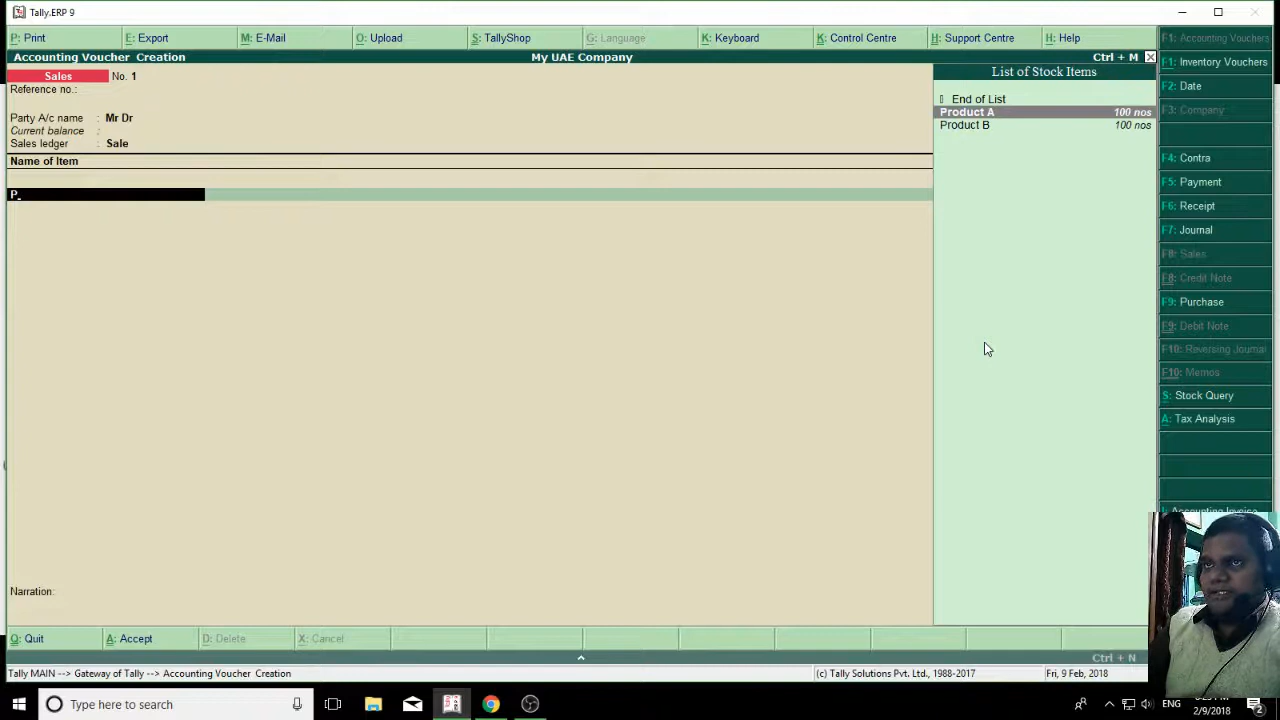 Tally.ERP 9
P: Print E: Export M: E-Mail O: Upload S: TallyShop G: Language K: Keyboard K: Control Centre H: Support Centre H: Help
Accounting Voucher Creation My UAE Company Ctrl + M
Sales No. 1
Reference no.:
Party A/c name : Mr Dr
Current balance :
Sales ledger : Sale
Name of Item
P
List of Stock Items
End of List
Product A 100 nos
Product B 100 nos
F1: Accounting Vouchers
F1: Inventory Vouchers
F2: Date
F3: Company
F4: Contra
F5: Payment
F6: Receipt
F7: Journal
F8: Sales
F8: Credit Note
F9: Purchase
F9: Debit Note
F10: Reversing Journal
F10: Memos
S: Stock Query
A: Tax Analysis
Accounting Invoice
Narration:
Q: Quit A: Accept D: Delete X: Cancel
Ctrl + N
Tally MAIN --> Gateway of Tally --> Accounting Voucher Creation (c) Tally Solutions Pvt. Ltd., 1988-2017 Fri, 9 Feb, 2018
Type here to search
ENG
2/9/2018
2